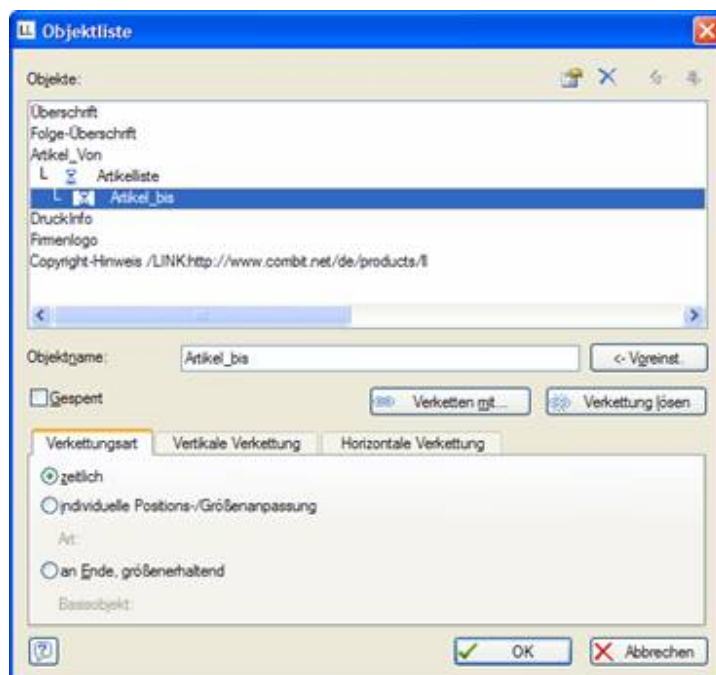 LL Objektliste
Objekte:
Überschrift
Folge-Überschrift
Artikel_Von
Artikelliste
Artikel_bis
DruckInfo
Firmenlogo
Copyright-Hinweis /LINK:http://www.combit.net/de/products/ll
Objektname: Artikel_bis <- Voreinst.
Gesperrt Verketten mit... Verkettung lösen
Verkettungsart Vertikale Verkettung Horizontale Verkettung
zeitlich
individuelle Positions-/Größenanpassung
Art:
an Ende, größenerhaltend
Basisobjekt:
OK Abbrechen